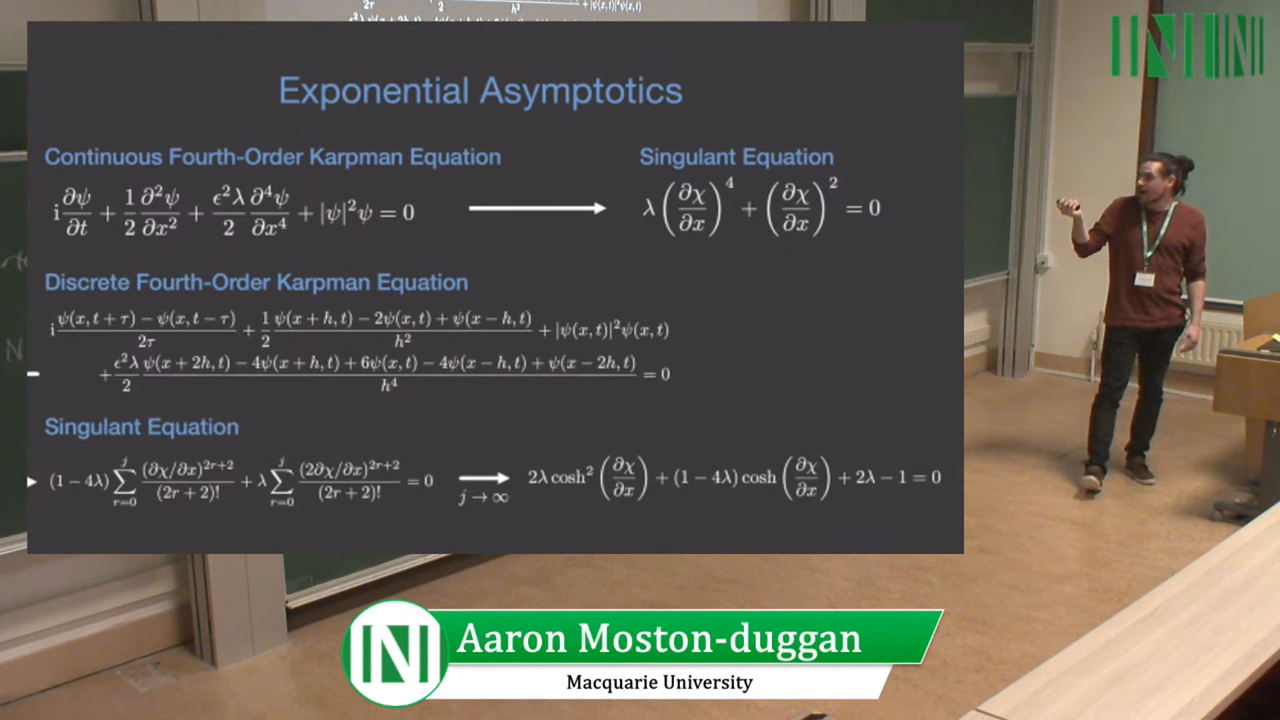 Exponential Asymptotics
Continuous Fourth-Order Karpman Equation
Singulant Equation
i ∂ψ/∂t + 1/2 ∂²ψ/∂x² + ϵ²λ/2 ∂⁴ψ/∂x⁴ + |ψ|²ψ = 0
λ(∂χ/∂x)⁴ + (∂χ/∂x)² = 0
Discrete Fourth-Order Karpman Equation
i (ψ(x, t + τ) − ψ(x, t − τ))/2τ + 1/2 (ψ(x + h, t) − 2ψ(x, t) + ψ(x − h, t))/h² + |ψ(x, t)|²ψ(x, t)
+ ϵ²λ/2 (ψ(x + 2h, t) − 4ψ(x + h, t) + 6ψ(x, t) − 4ψ(x − h, t) + ψ(x − 2h, t))/h⁴ = 0
Singulant Equation
(1 − 4λ) ∑_{r=0}^{j} (∂χ/∂x)^{2r+2}/(2r + 2)! + λ ∑_{r=0}^{j} (2∂χ/∂x)^{2r+2}/(2r + 2)! = 0 ⟶ j → ∞ 2λ cosh²(∂χ/∂x) + (1 − 4λ) cosh(∂χ/∂x) + 2λ − 1 = 0
Aaron Moston-duggan
Macquarie University